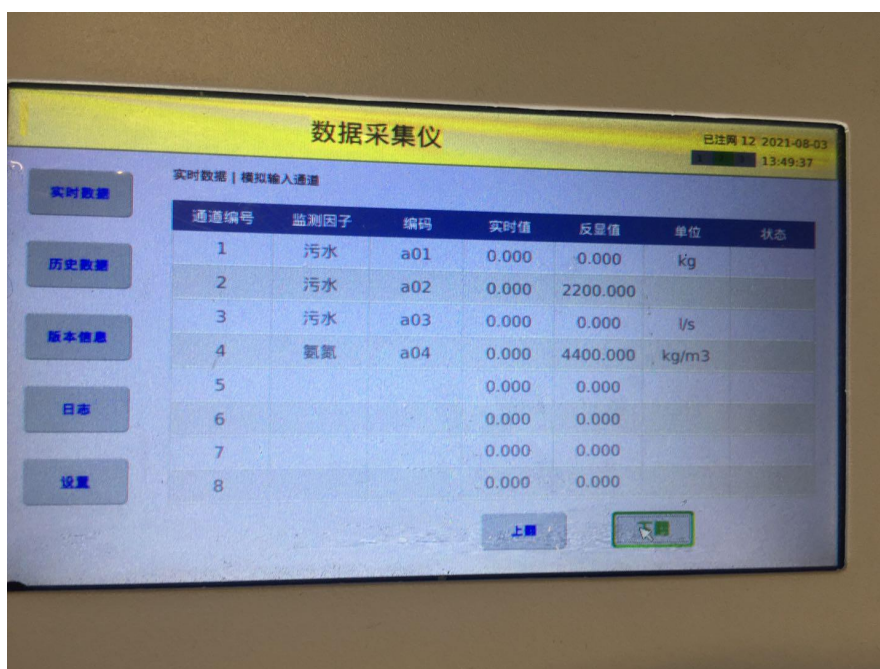 数据采集仪
已注网 12 2021-08-03
1 2 3 13:49:37
实时数据 | 模拟输入通道
实时数据
历史数据
版本信息
日志
设置
通道编号 监测因子 编码 实时值 反显值 单位 状态
1 污水 a01 0.000 0.000 kg
2 污水 a02 0.000 2200.000
3 污水 a03 0.000 0.000 l/s
4 氨氮 a04 0.000 4400.000 kg/m3
5 0.000 0.000
6 0.000 0.000
7 0.000 0.000
8 0.000 0.000
上翻 下翻